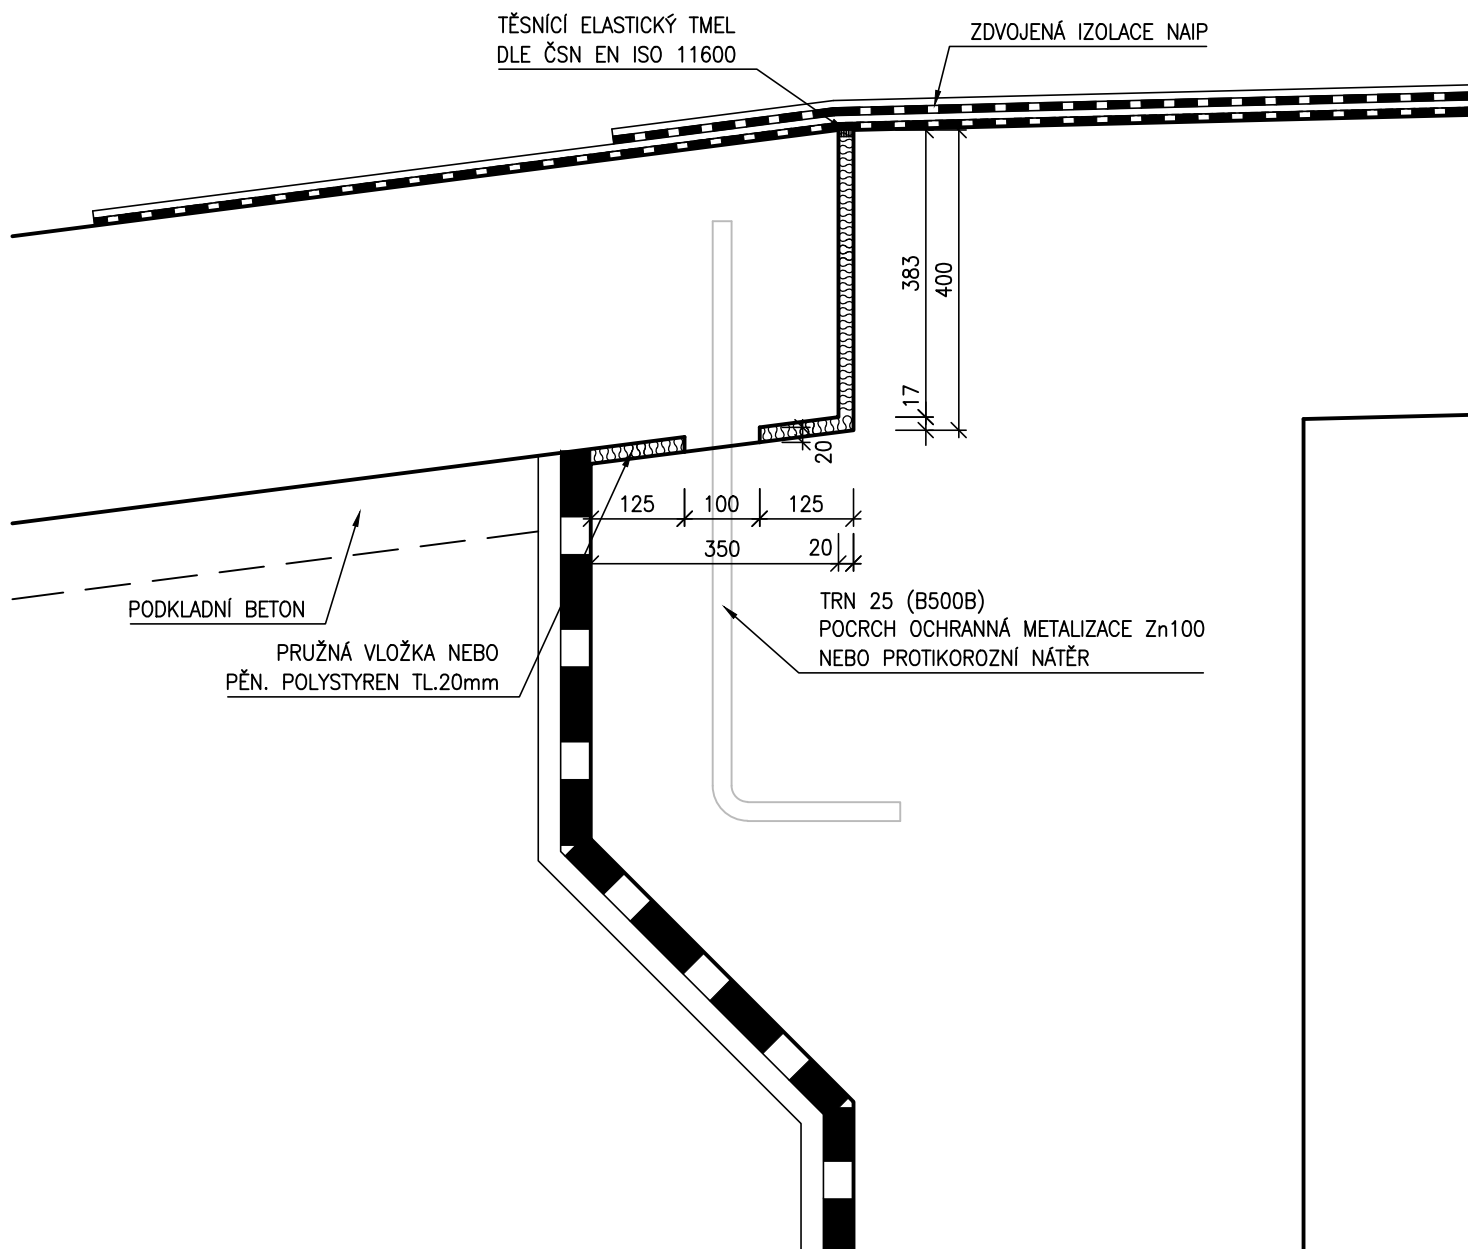 TĚSNÍCÍ ELASTICKÝ TMEL
DLE ČSN EN ISO 11600
ZDVOJENÁ IZOLACE NAIP
383
400
17
20
125
100
125
350
20
PODKLADNÍ BETON
PRUŽNÁ VLOŽKA NEBO
PĚN. POLYSTYREN TL.20mm
TRN 25 (B500B)
POCRCH OCHRANNÁ METALIZACE Zn100
NEBO PROTIKOROZNÍ NÁTĚR